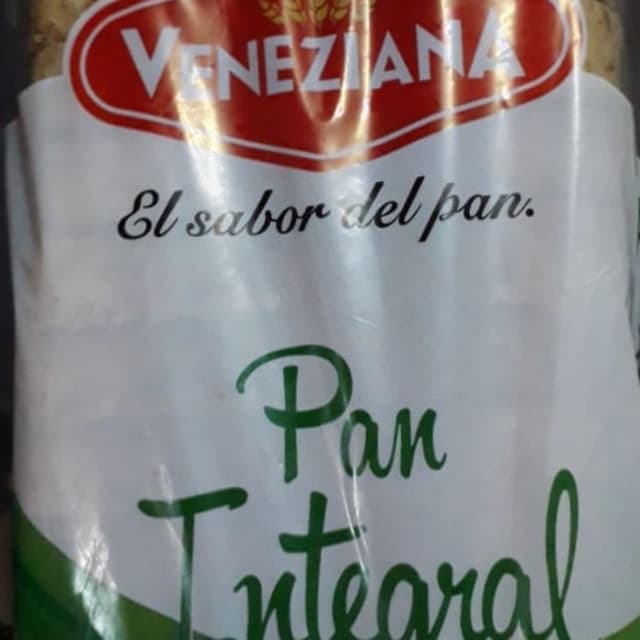 VENEZIANA
El sabor del pan.
Pan
Integral